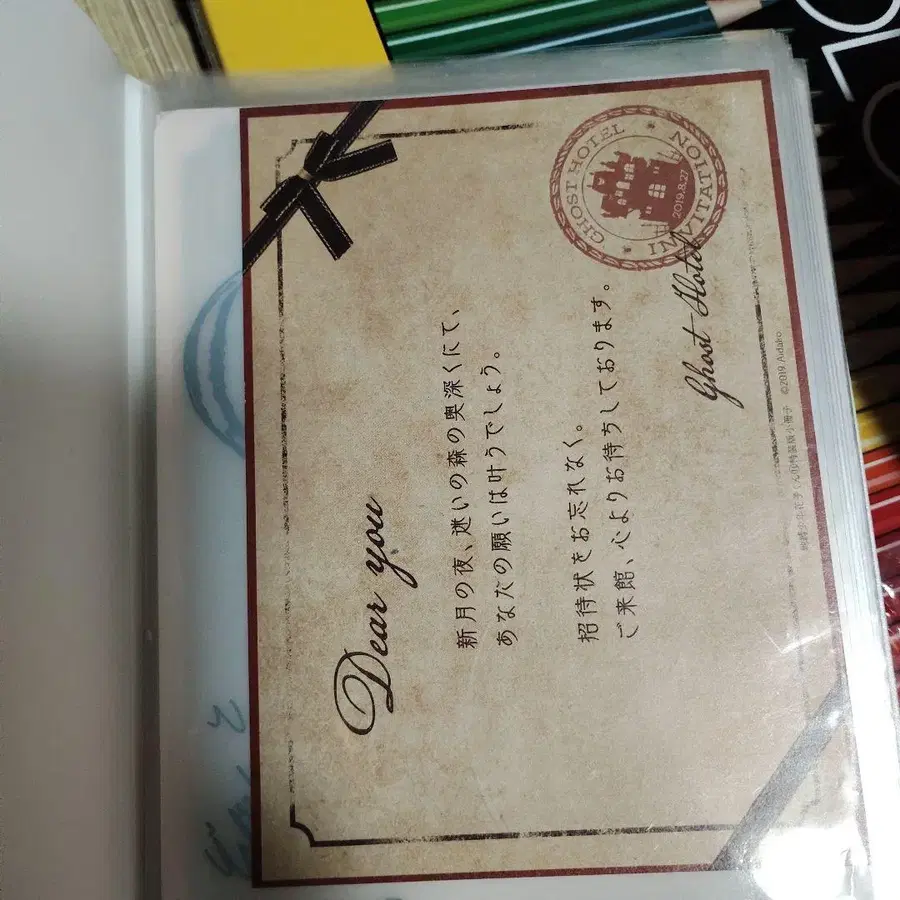 Dear you
新月の夜、迷いの森の奥深くにて、
あなたの願いは叶うでしょう。
招待状をお忘れなく。
ご来館、心よりお待ちしております。
Ghost Hotel
GHOST HOTEL
INVITATION
2019.8.27
©2019 Aidairo